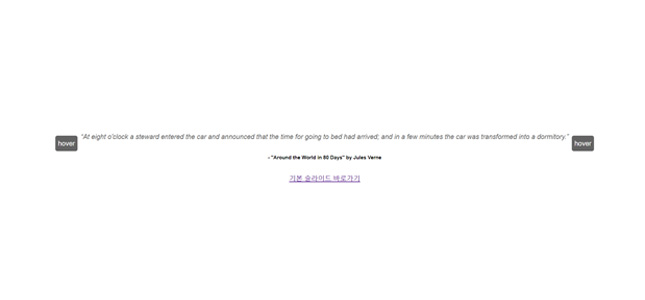 hover "At eight o'clock a steward entered the car and announced that the time for going to bed had arrived; and in a few minutes the car was transformed into a dormitory." hover
- "Around the World in 80 Days" by Jules Verne
기본 슬라이드 바로가기